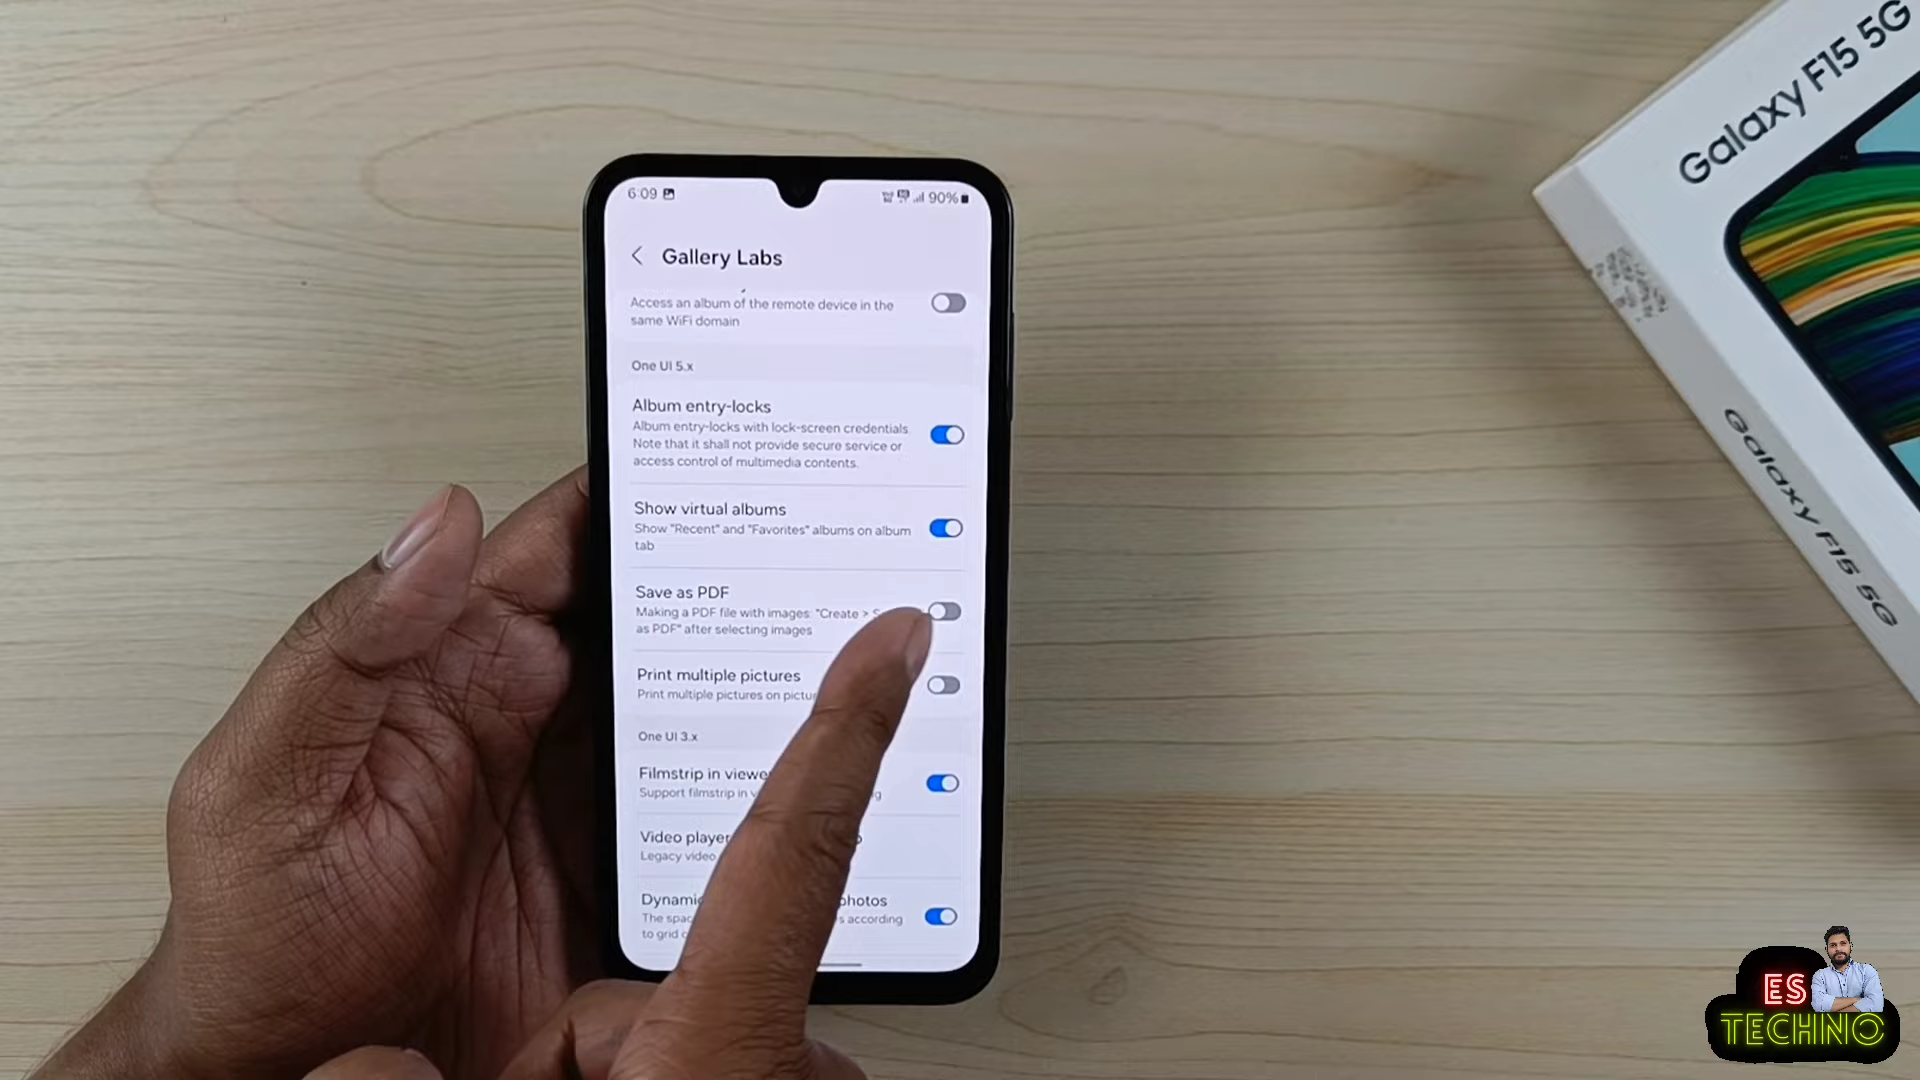 Galaxy F15 5G
6:09
90%
Gallery Labs
Access an album of the remote device in the
same WiFi domain
One UI 5.x
Album entry-locks
Album entry-locks with lock-screen credentials.
Note that it shall not provide secure service or
access control of multimedia contents.
Show virtual albums
Show "Recent" and "Favorites" albums on album
tab
Save as PDF
Making a PDF file with images: "Create >
as PDF" after selecting images
Print multiple pictures
Print multiple pictures on
One UI 3.x
Filmstrip in
Support filmstrip in
Video player
Legacy video
photos
The
according
to grid
Galaxy F15 5G
ES
TECHNO